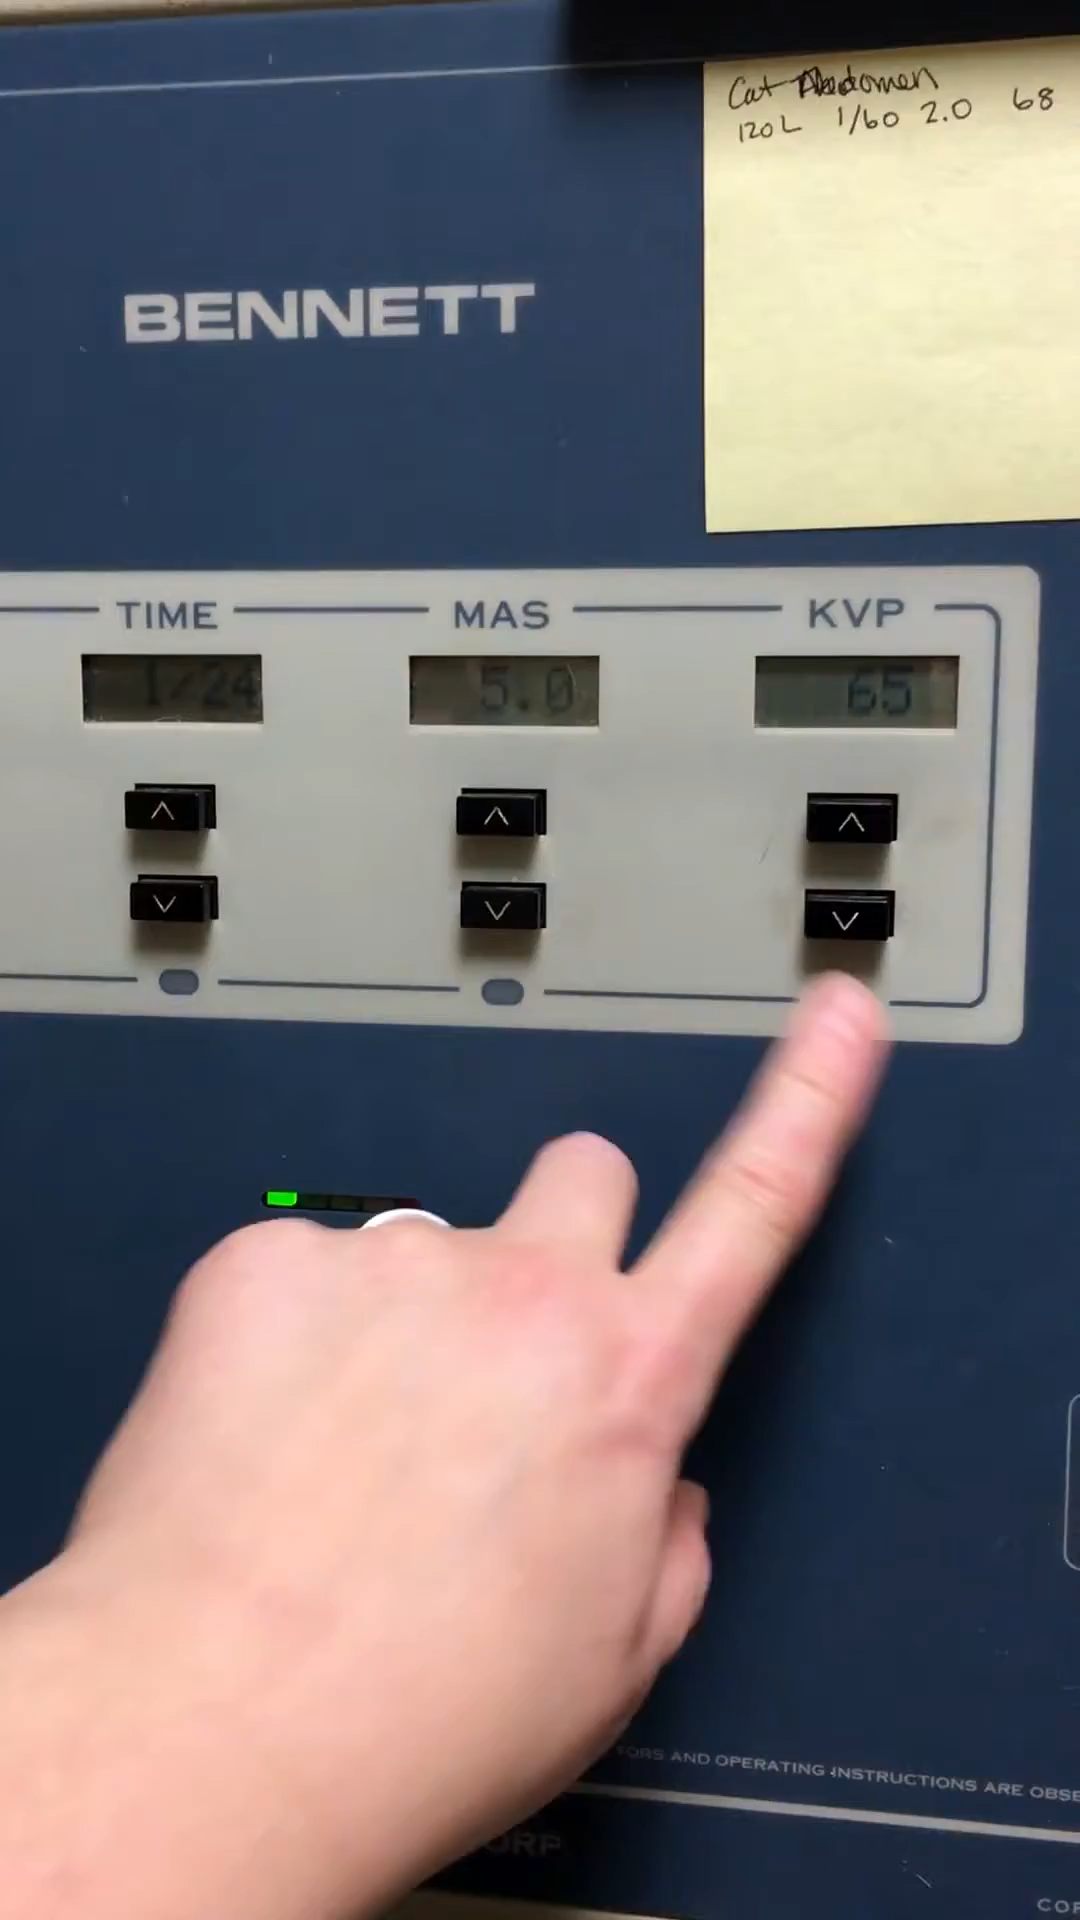 Cat Abdomen
120L 1/60 2.0 68
BENNETT
TIME MAS KVP
1/24 5.0 65
AND OPERATING INSTRUCTIONS ARE